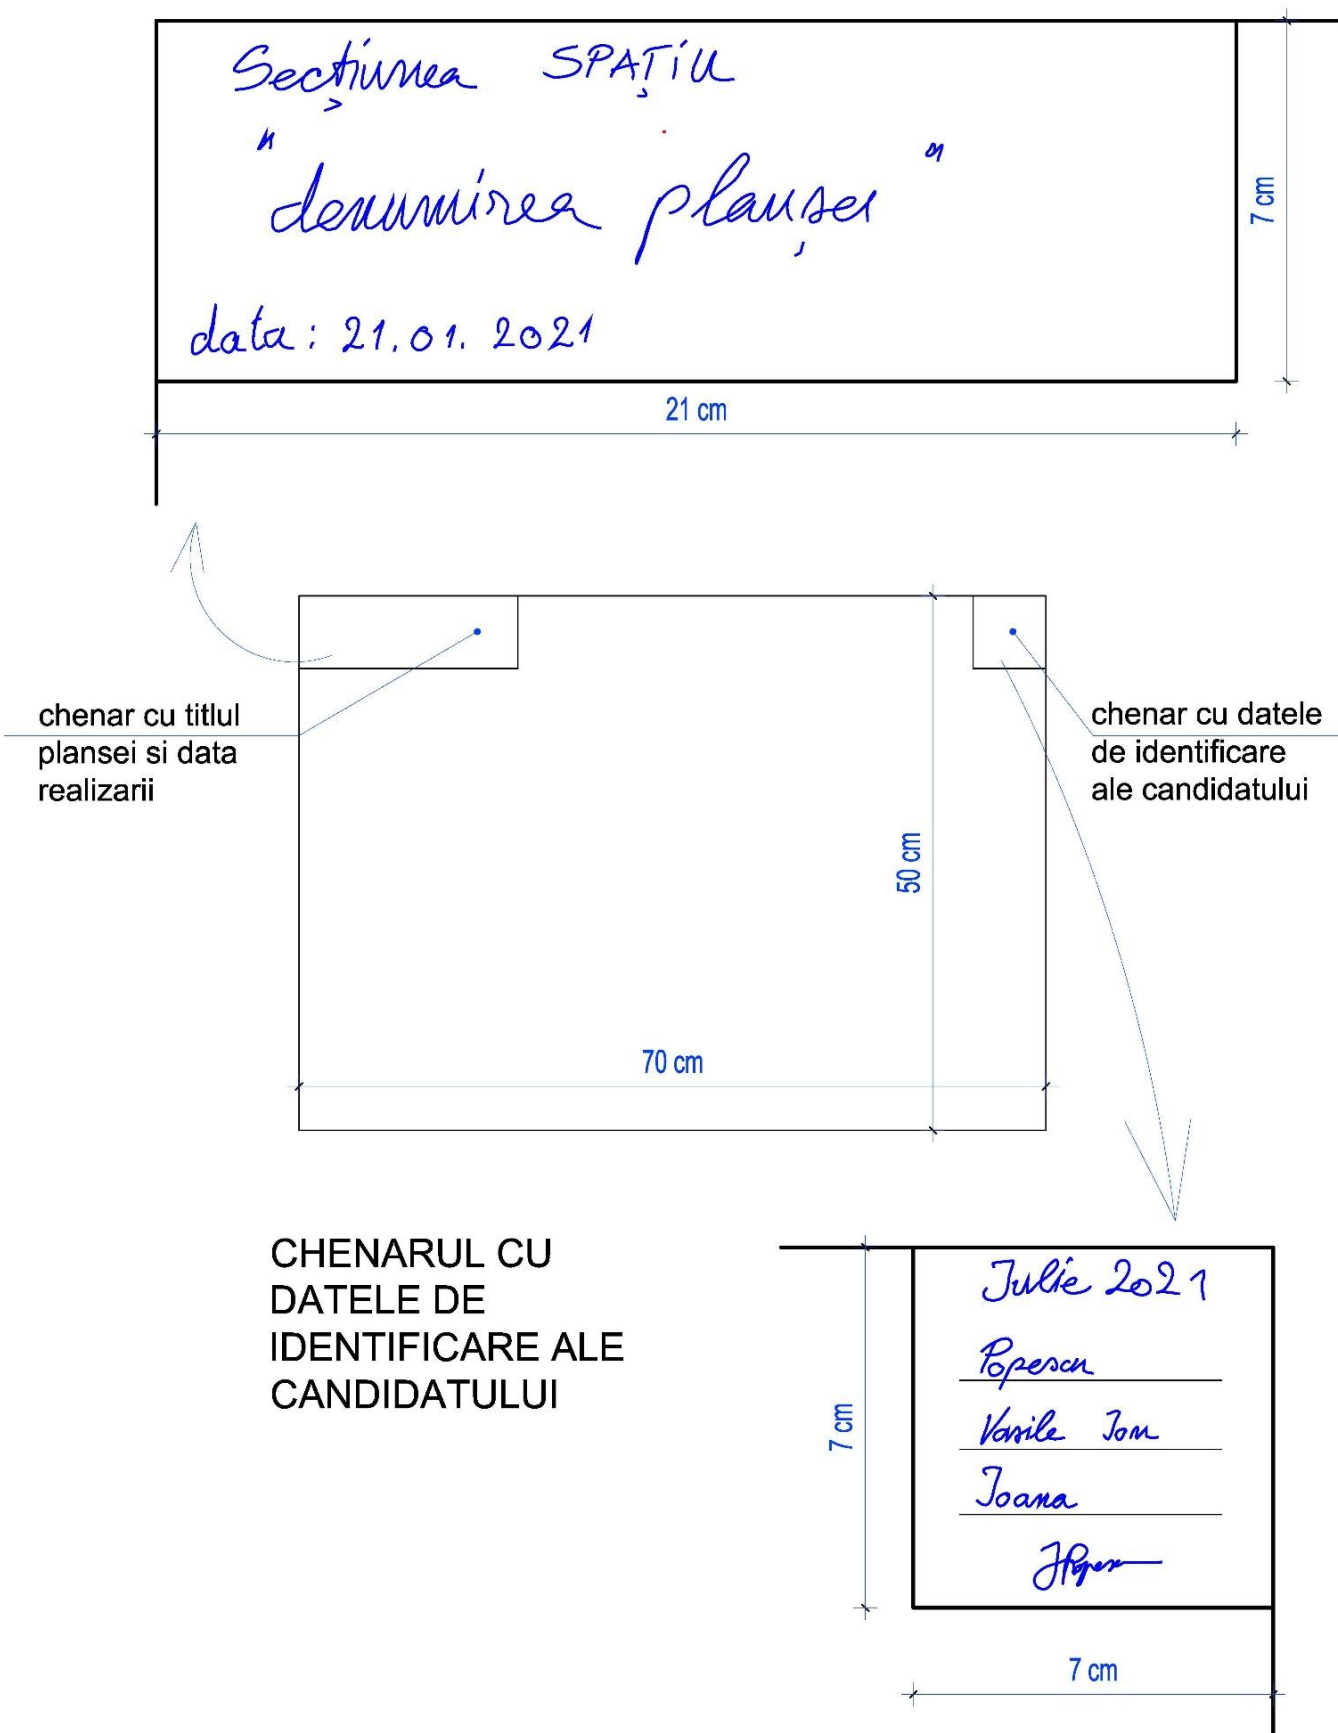 Secțiunea SPAȚIU
"denumirea planșei"
data: 21.01.2021
7 cm
21 cm
chenar cu titlul
plansei si data
realizarii
chenar cu datele
de identificare
ale candidatului
50 cm
70 cm
CHENARUL CU
DATELE DE
IDENTIFICARE ALE
CANDIDATULUI
Iulie 2021
Popescu
Vasile Ion
Ioana
7 cm
7 cm